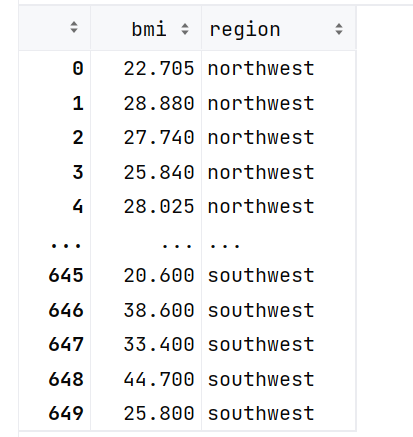 bmi region
0 22.705 northwest
1 28.880 northwest
2 27.740 northwest
3 25.840 northwest
4 28.025 northwest
... ... ...
645 20.600 southwest
646 38.600 southwest
647 33.400 southwest
648 44.700 southwest
649 25.800 southwest